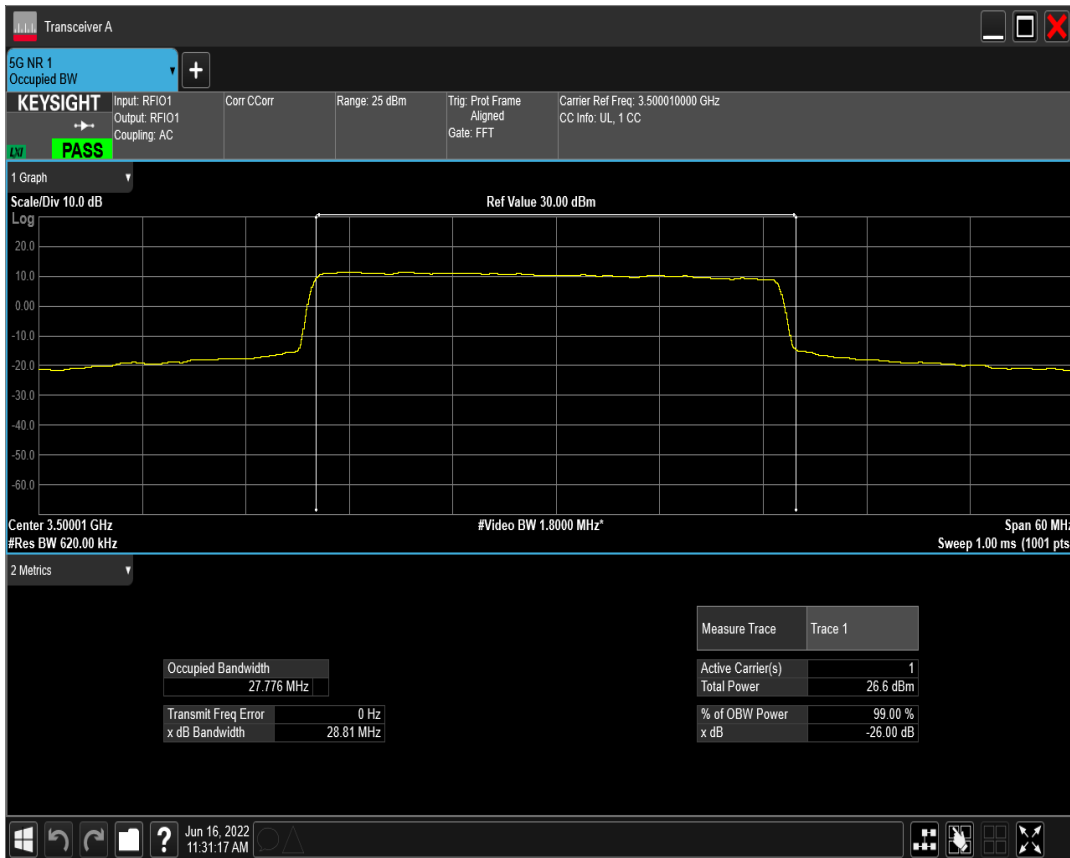 Transceiver A
5G NR 1
Occupied BW
+
KEYSIGHT
LXI
PASS
Input: RFIO1
Output: RFIO1
Coupling: AC
Corr CCorr
Range: 25 dBm
Trig: Prot Frame
Aligned
Gate: FFT
Carrier Ref Freq: 3.500010000 GHz
CC Info: UL, 1 CC
1 Graph
Scale/Div 10.0 dB
Ref Value 30.00 dBm
Log
20.0
10.0
0.00
-10.0
-20.0
-30.0
-40.0
-50.0
-60.0
Center 3.50001 GHz
#Video BW 1.8000 MHz*
Span 60 MHz
#Res BW 620.00 kHz
Sweep 1.00 ms (1001 pts
2 Metrics
Measure Trace Trace 1
Occupied Bandwidth
27.776 MHz
Active Carrier(s) 1
Total Power 26.6 dBm
Transmit Freq Error 0 Hz
x dB Bandwidth 28.81 MHz
% of OBW Power 99.00 %
x dB -26.00 dB
?
Jun 16, 2022
11:31:17 AM